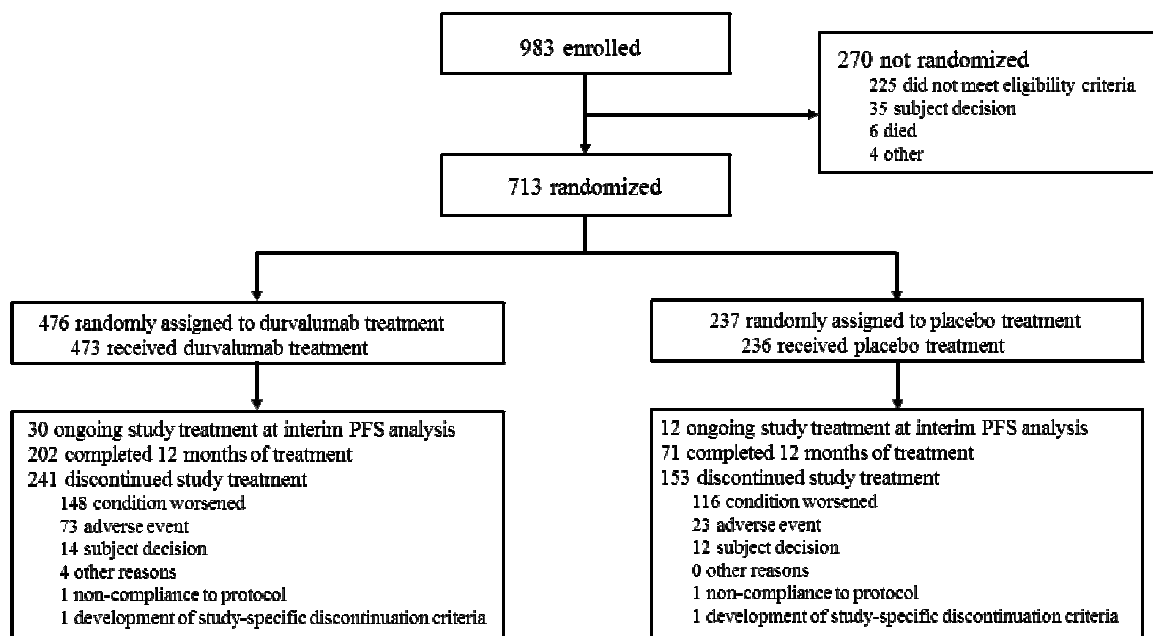 983 enrolled
270 not randomized
225 did not meet eligibility criteria
35 subject decision
6 died
4 other
713 randomized
476 randomly assigned to durvalumab treatment
473 received durvalumab treatment
237 randomly assigned to placebo treatment
236 received placebo treatment
30 ongoing study treatment at interim PFS analysis
202 completed 12 months of treatment
241 discontinued study treatment
148 condition worsened
73 adverse event
14 subject decision
4 other reasons
1 non-compliance to protocol
1 development of study-specific discontinuation criteria
12 ongoing study treatment at interim PFS analysis
71 completed 12 months of treatment
153 discontinued study treatment
116 condition worsened
23 adverse event
12 subject decision
0 other reasons
1 non-compliance to protocol
1 development of study-specific discontinuation criteria